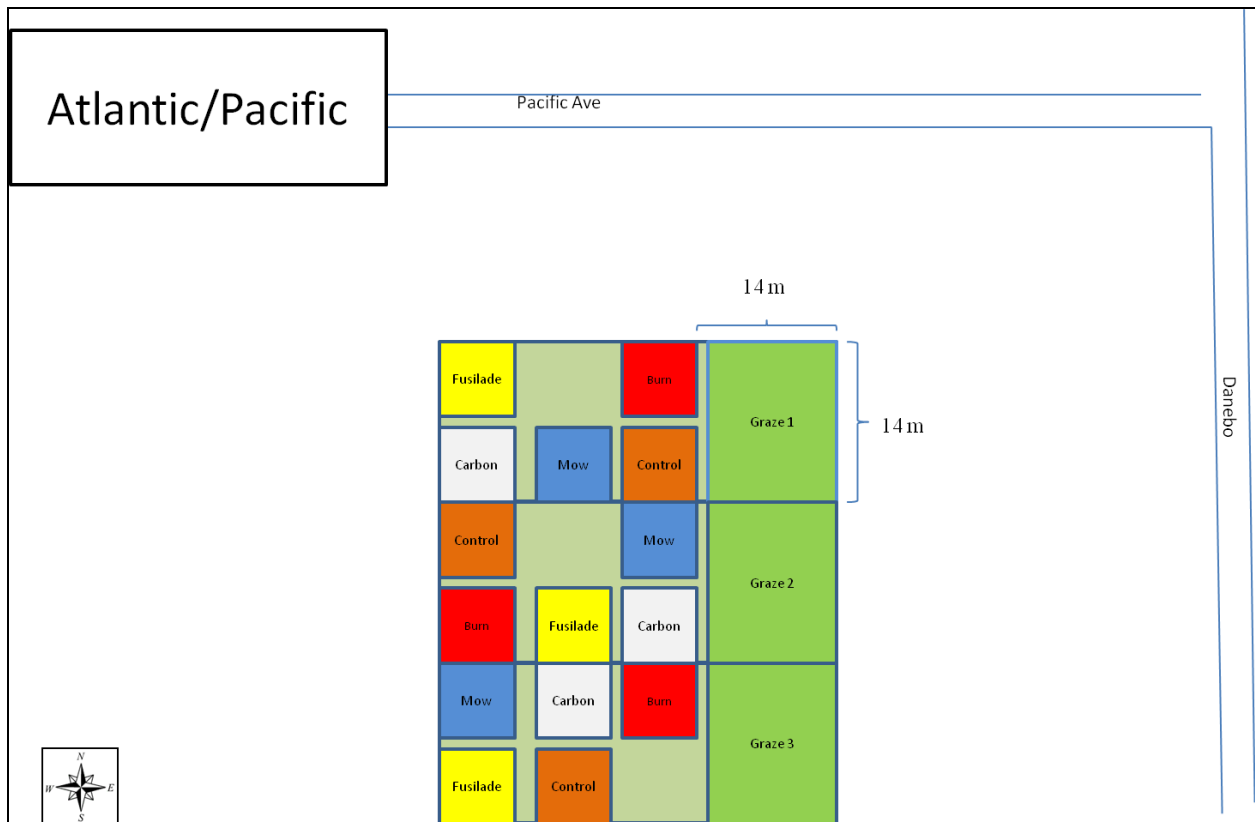 Atlantic/Pacific
Pacific Ave
14 m
Fusilade
Burn
Graze 1
14 m
Danebo
Carbon
Mow
Control
Control
Mow
Graze 2
Burn
Fusilade
Carbon
Mow
Carbon
Burn
Graze 3
Fusilade
Control
N
W
E
S